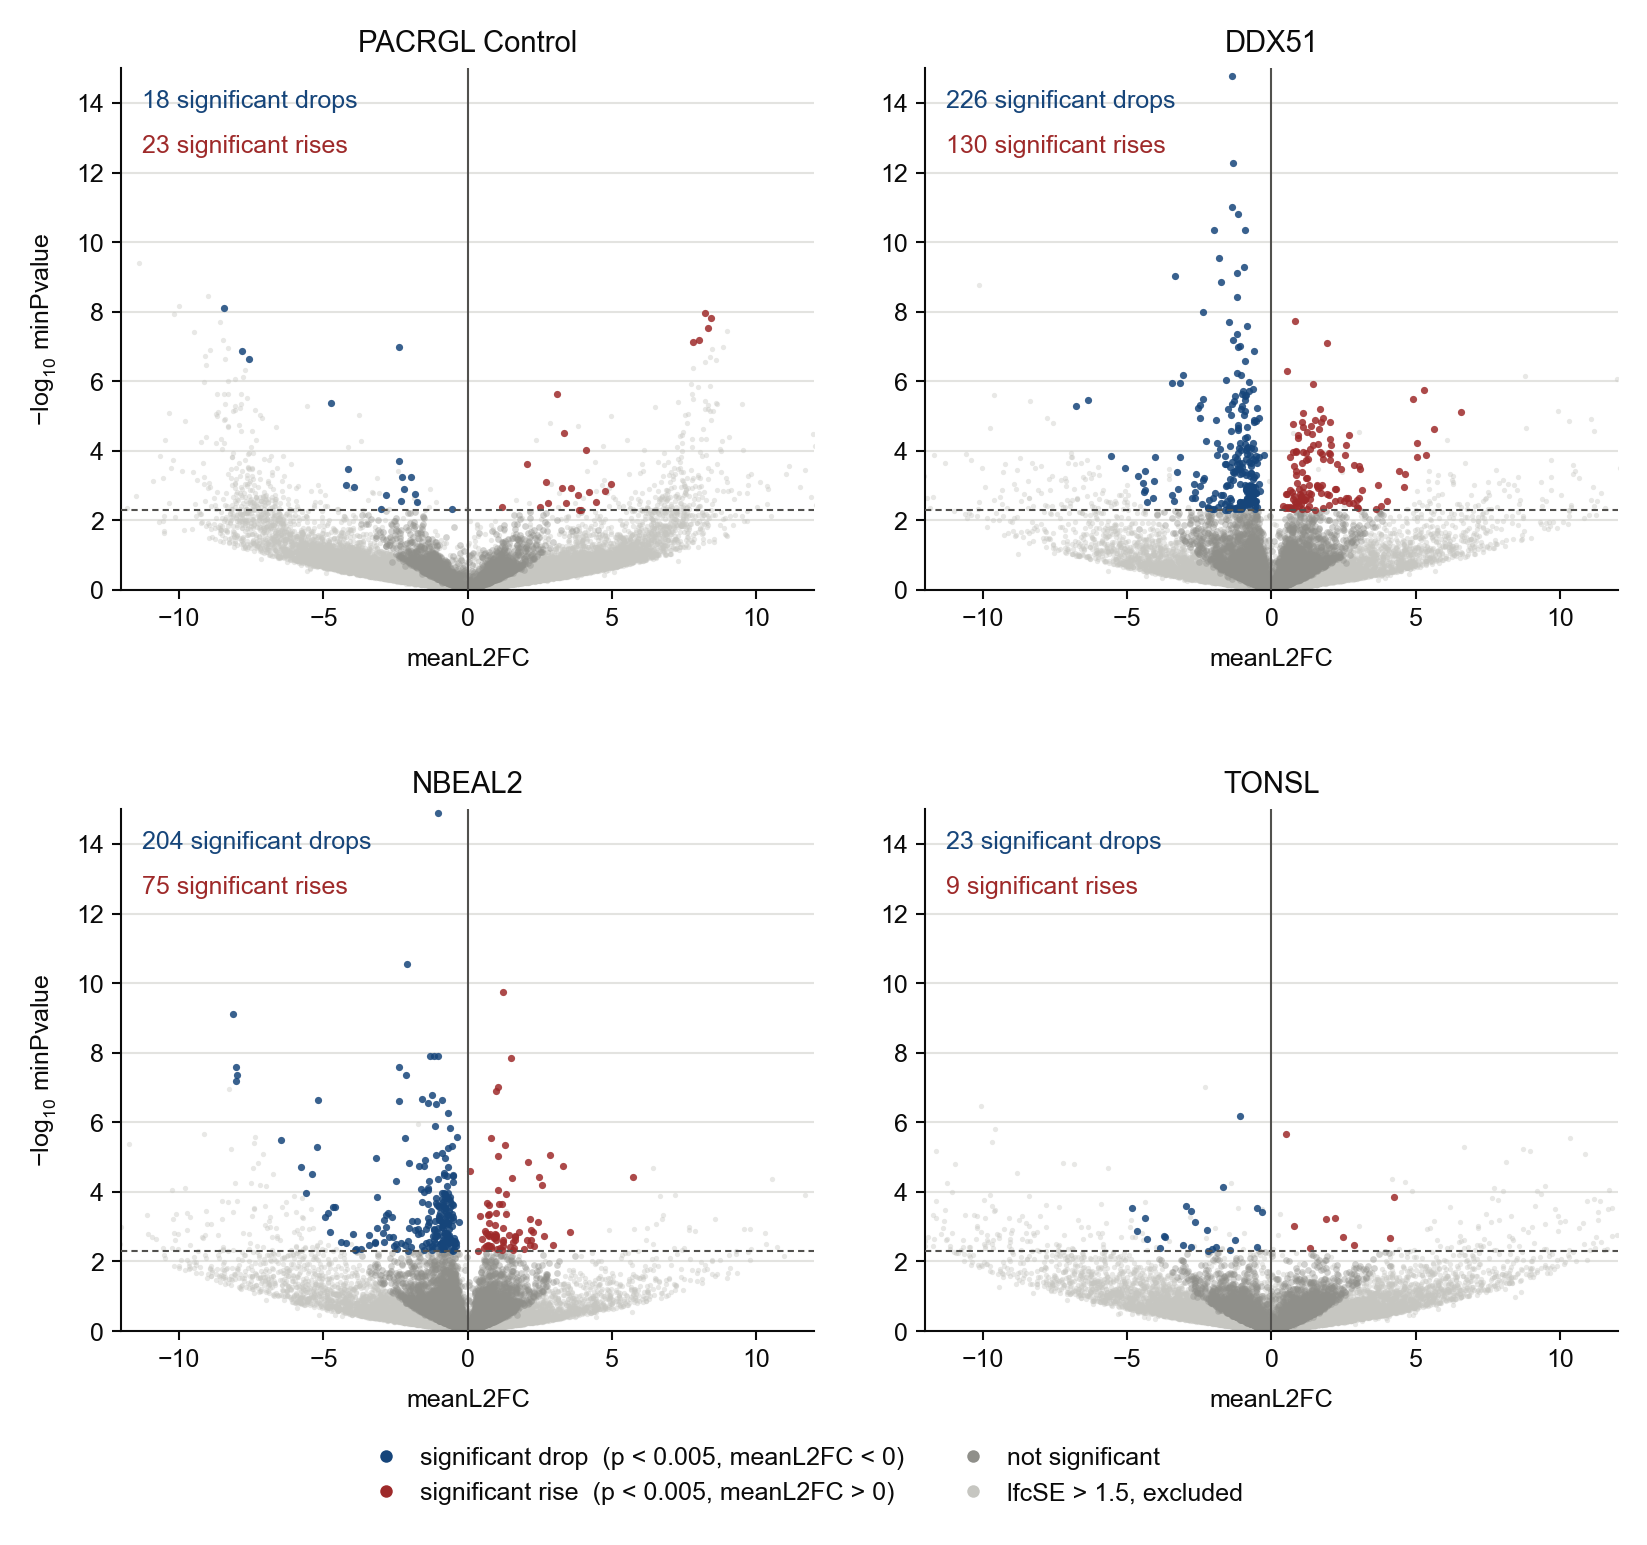 PACRGL Control
18 significant drops
23 significant rises
−log10 minPvalue
14
12
10
8
6
4
2
0
−10 −5 0 5 10
meanL2FC
DDX51
226 significant drops
130 significant rises
14
12
10
8
6
4
2
0
−10 −5 0 5 10
meanL2FC
NBEAL2
204 significant drops
75 significant rises
−log10 minPvalue
14
12
10
8
6
4
2
0
−10 −5 0 5 10
meanL2FC
TONSL
23 significant drops
9 significant rises
14
12
10
8
6
4
2
0
−10 −5 0 5 10
meanL2FC
significant drop (p < 0.005, meanL2FC < 0)
significant rise (p < 0.005, meanL2FC > 0)
not significant
lfcSE > 1.5, excluded